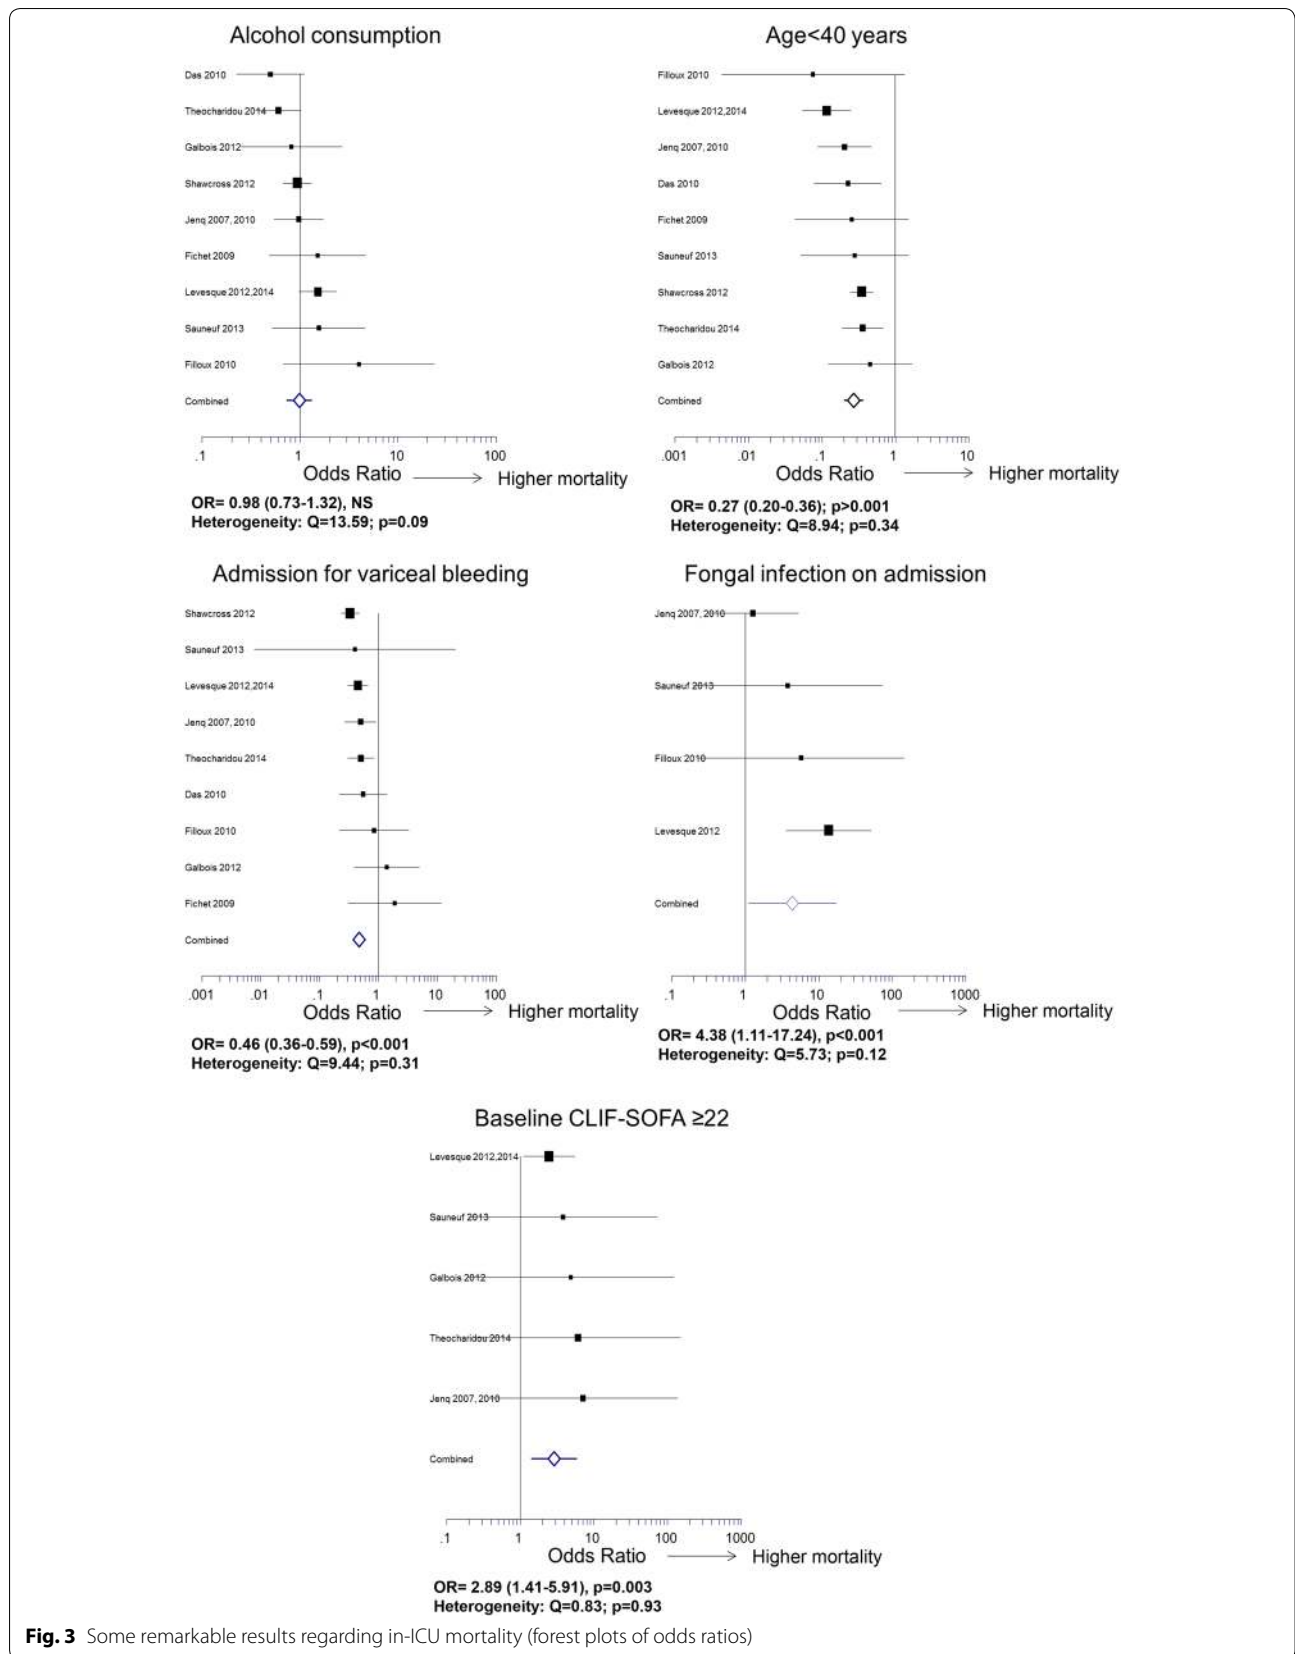 Alcohol consumption
Das 2010
Theocharidou 2014
Galbois 2012
Shawcross 2012
Jenq 2007, 2010
Fichet 2009
Levesque 2012,2014
Sauneuf 2013
Filloux 2010
Combined
.1 1 10 100
Odds Ratio Higher mortality
OR= 0.98 (0.73-1.32), NS
Heterogeneity: Q=13.59; p=0.09
Age<40 years
Filloux 2010
Levesque 2012,2014
Jenq 2007, 2010
Das 2010
Fichet 2009
Sauneuf 2013
Shawcross 2012
Theocharidou 2014
Galbois 2012
Combined
.001 .01 .1 1 10
Odds Ratio Higher mortality
OR= 0.27 (0.20-0.36); p>0.001
Heterogeneity: Q=8.94; p=0.34
Admission for variceal bleeding
Shawcross 2012
Sauneuf 2013
Levesque 2012,2014
Jenq 2007, 2010
Theocharidou 2014
Das 2010
Filloux 2010
Galbois 2012
Fichet 2009
Combined
.001 .01 .1 1 10 100
Odds Ratio Higher mortality
OR= 0.46 (0.36-0.59), p<0.001
Heterogeneity: Q=9.44; p=0.31
Fongal infection on admission
Jenq 2007, 2010
Sauneuf 2013
Filloux 2010
Levesque 2012
Combined
.1 1 10 100 1000
Odds Ratio Higher mortality
OR= 4.38 (1.11-17.24), p<0.001
Heterogeneity: Q=5.73; p=0.12
Baseline CLIF-SOFA ≥22
Levesque 2012,2014
Sauneuf 2013
Galbois 2012
Theocharidou 2014
Jenq 2007, 2010
Combined
.1 1 10 100 1000
Odds Ratio Higher mortality
OR= 2.89 (1.41-5.91), p=0.003
Heterogeneity: Q=0.83; p=0.93
Fig. 3 Some remarkable results regarding in-ICU mortality (forest plots of odds ratios)